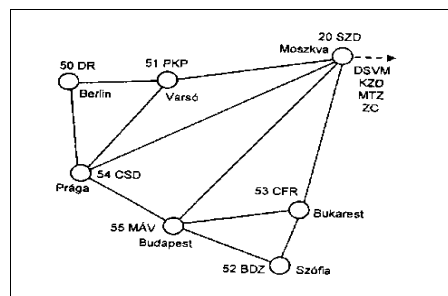 20 SZD
Moszkva
DSVM
KZD
MTZ
ZC
51 PKP
Varsó
50 DR
Berlin
54 CSD
Prága
53 CFR
Bukarest
55 MÁV
Budapest
52 BDZ
Szófia